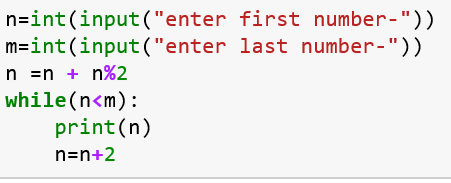 n=int(input("enter first number-"))
m=int(input("enter last number-"))
n =n + n%2
while(n<m):
    print(n)
    n=n+2